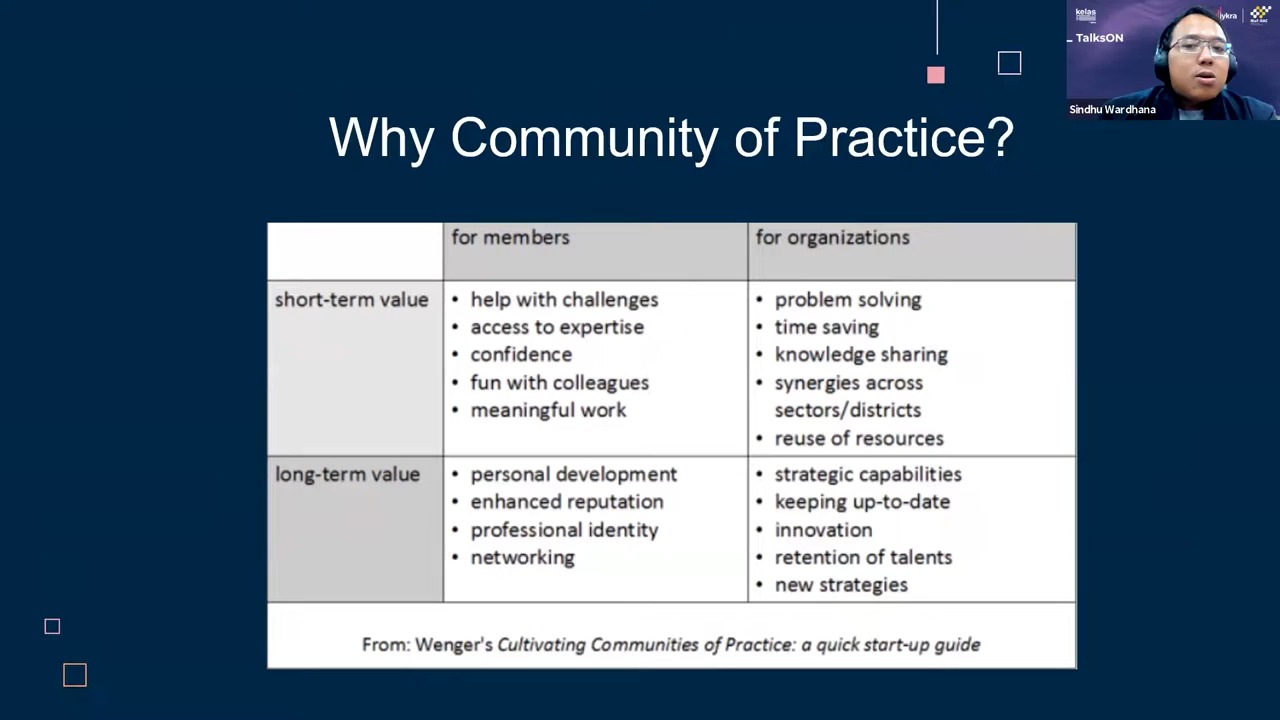 kelas
iykra
TalksON
Sindhu Wardhana
Why Community of Practice?
for members
for organizations
short-term value
• help with challenges
• access to expertise
• confidence
• fun with colleagues
• meaningful work
• problem solving
• time saving
• knowledge sharing
• synergies across
sectors/districts
• reuse of resources
long-term value
• personal development
• enhanced reputation
• professional identity
• networking
• strategic capabilities
• keeping up-to-date
• innovation
• retention of talents
• new strategies
From: Wenger's Cultivating Communities of Practice: a quick start-up guide